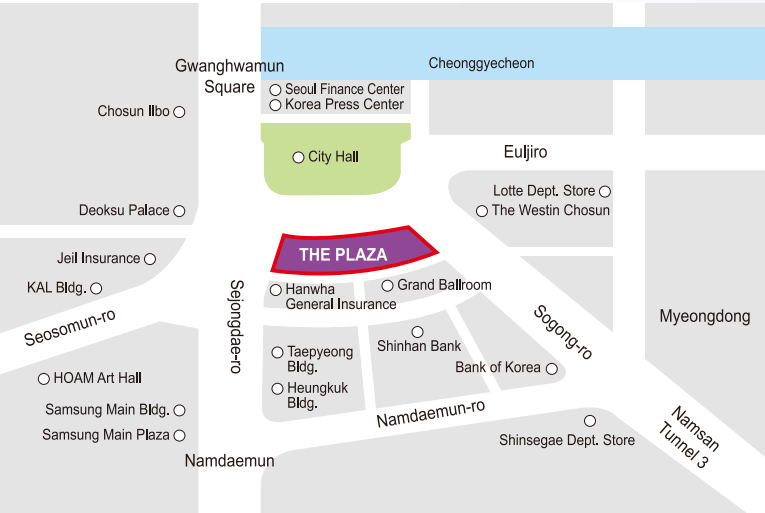 Gwanghwamun
Square
Cheonggyecheon
Seoul Finance Center
Korea Press Center
Chosun Ilbo
City Hall
Euljiro
Lotte Dept. Store
The Westin Chosun
Deoksu Palace
THE PLAZA
Jeil Insurance
KAL Bldg.
Hanwha
General Insurance
Grand Ballroom
Seosomun-ro
Sejongdae-ro
Sogong-ro
Myeongdong
Shinhan Bank
Taepyeong
Bldg.
Bank of Korea
HOAM Art Hall
Heungkuk
Bldg.
Samsung Main Bldg.
Namdaemun-ro
Samsung Main Plaza
Shinsegae Dept. Store
Namsan
Tunnel 3
Namdaemun